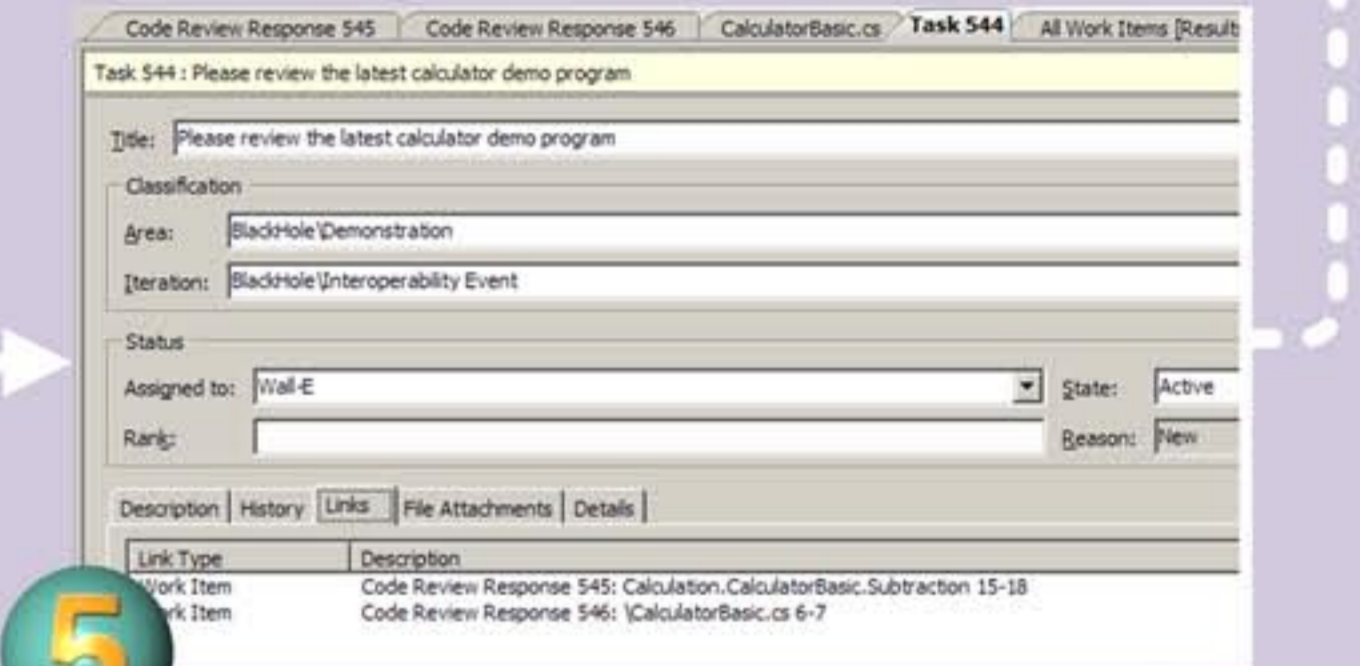 Code Review Response 545 Code Review Response 546 CalculatorBasic.cs Task 544 All Work Items [Result
Task 544 : Please review the latest calculator demo program
Title: Please review the latest calculator demo program
Classification
Area: BlackHole\Demonstration
Iteration: BlackHole\Interoperability Event
Status
Assigned to: Wall-E State: Active
Rank: Reason: New
Description History Links File Attachments Details
Link Type Description
Work Item Code Review Response 545: Calculation.CalculatorBasic.Subtraction 15-18
rk Item Code Review Response 546: \CalculatorBasic.cs 6-7
5